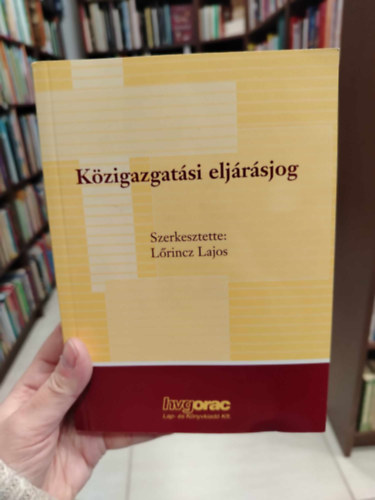 Közigazgatási eljárásjog
Szerkesztette:
Lőrincz Lajos
hvgorac
Lap- és Könyvkiadó Kft.